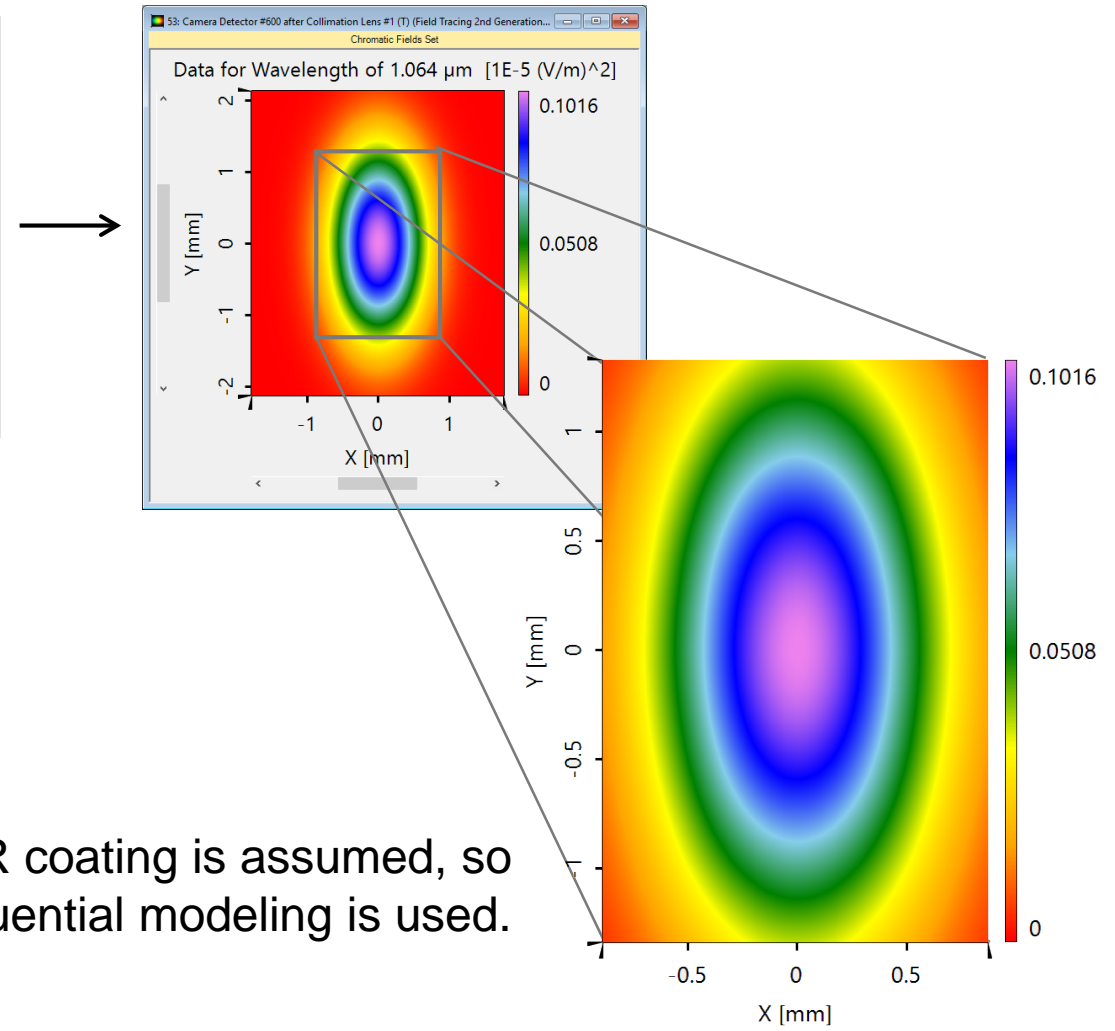 53: Camera Detector #600 after Collimation Lens #1 (T) (Field Tracing 2nd Generation...
Chromatic Fields Set
Data for Wavelength of 1.064 µm [1E-5 (V/m)^2]
2
1
0
-1
-2
Y [mm]
-1 0 1
X [mm]
0.1016
0.0508
0
1
0.5
0
-0.5
-1
Y [mm]
-0.5 0 0.5
X [mm]
0.1016
0.0508
0
R coating is assumed, so
uential modeling is used.